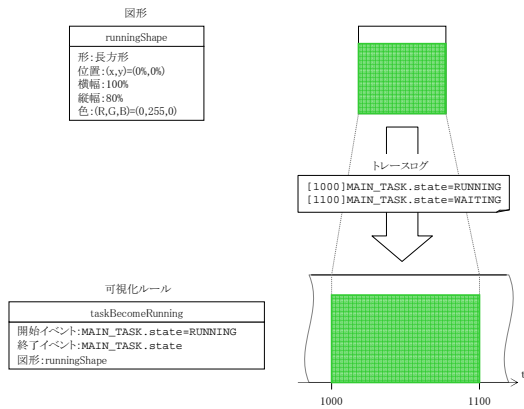 図形
runningShape
形:長方形
位置:(x,y)=(0%,0%)
横幅:100%
縦幅:80%
色:(R,G,B)=(0,255,0)
トレースログ
[1000]MAIN_TASK.state=RUNNING
[1100]MAIN_TASK.state=WAITING
可視化ルール
taskBecomeRunning
開始イベント:MAIN_TASK.state=RUNNING
終了イベント:MAIN_TASK.state
図形:runningShape
t
1000
1100